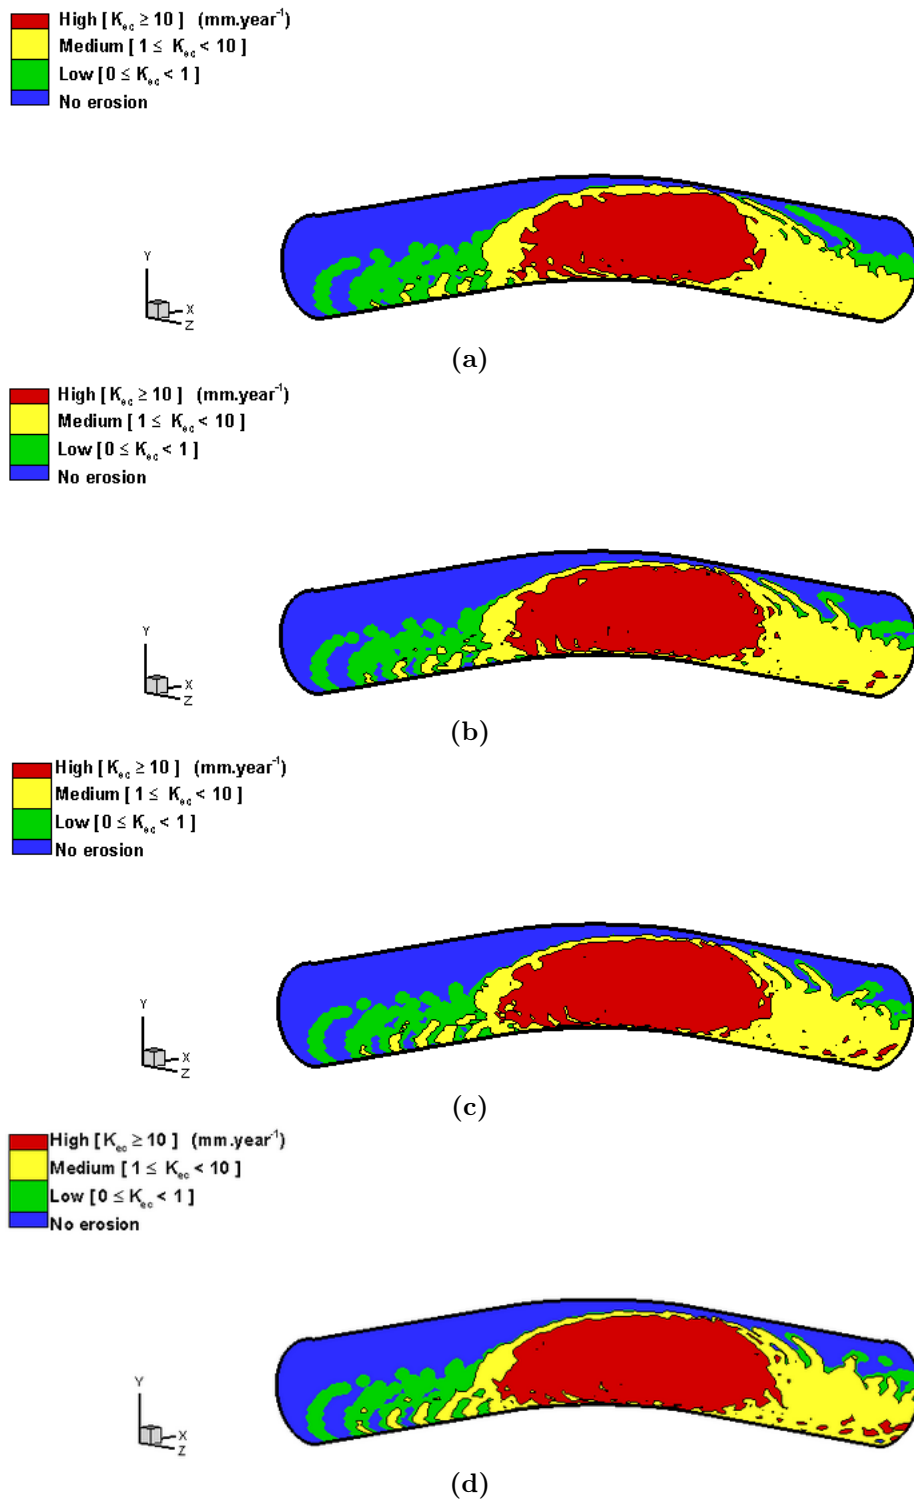 High [ K_ec ≥ 10 ] (mm.year⁻¹)
Medium [ 1 ≤ K_ec < 10 ]
Low [ 0 ≤ K_ec < 1 ]
No erosion
Y
X
Z
(a)
High [ K_ec ≥ 10 ] (mm.year⁻¹)
Medium [ 1 ≤ K_ec < 10 ]
Low [ 0 ≤ K_ec < 1 ]
No erosion
Y
X
Z
(b)
High [ K_ec ≥ 10 ] (mm.year⁻¹)
Medium [ 1 ≤ K_ec < 10 ]
Low [ 0 ≤ K_ec < 1 ]
No erosion
Y
X
Z
(c)
High [ K_ec ≥ 10 ] (mm.year⁻¹)
Medium [ 1 ≤ K_ec < 10 ]
Low [ 0 ≤ K_ec < 1 ]
No erosion
Y
X
Z
(d)